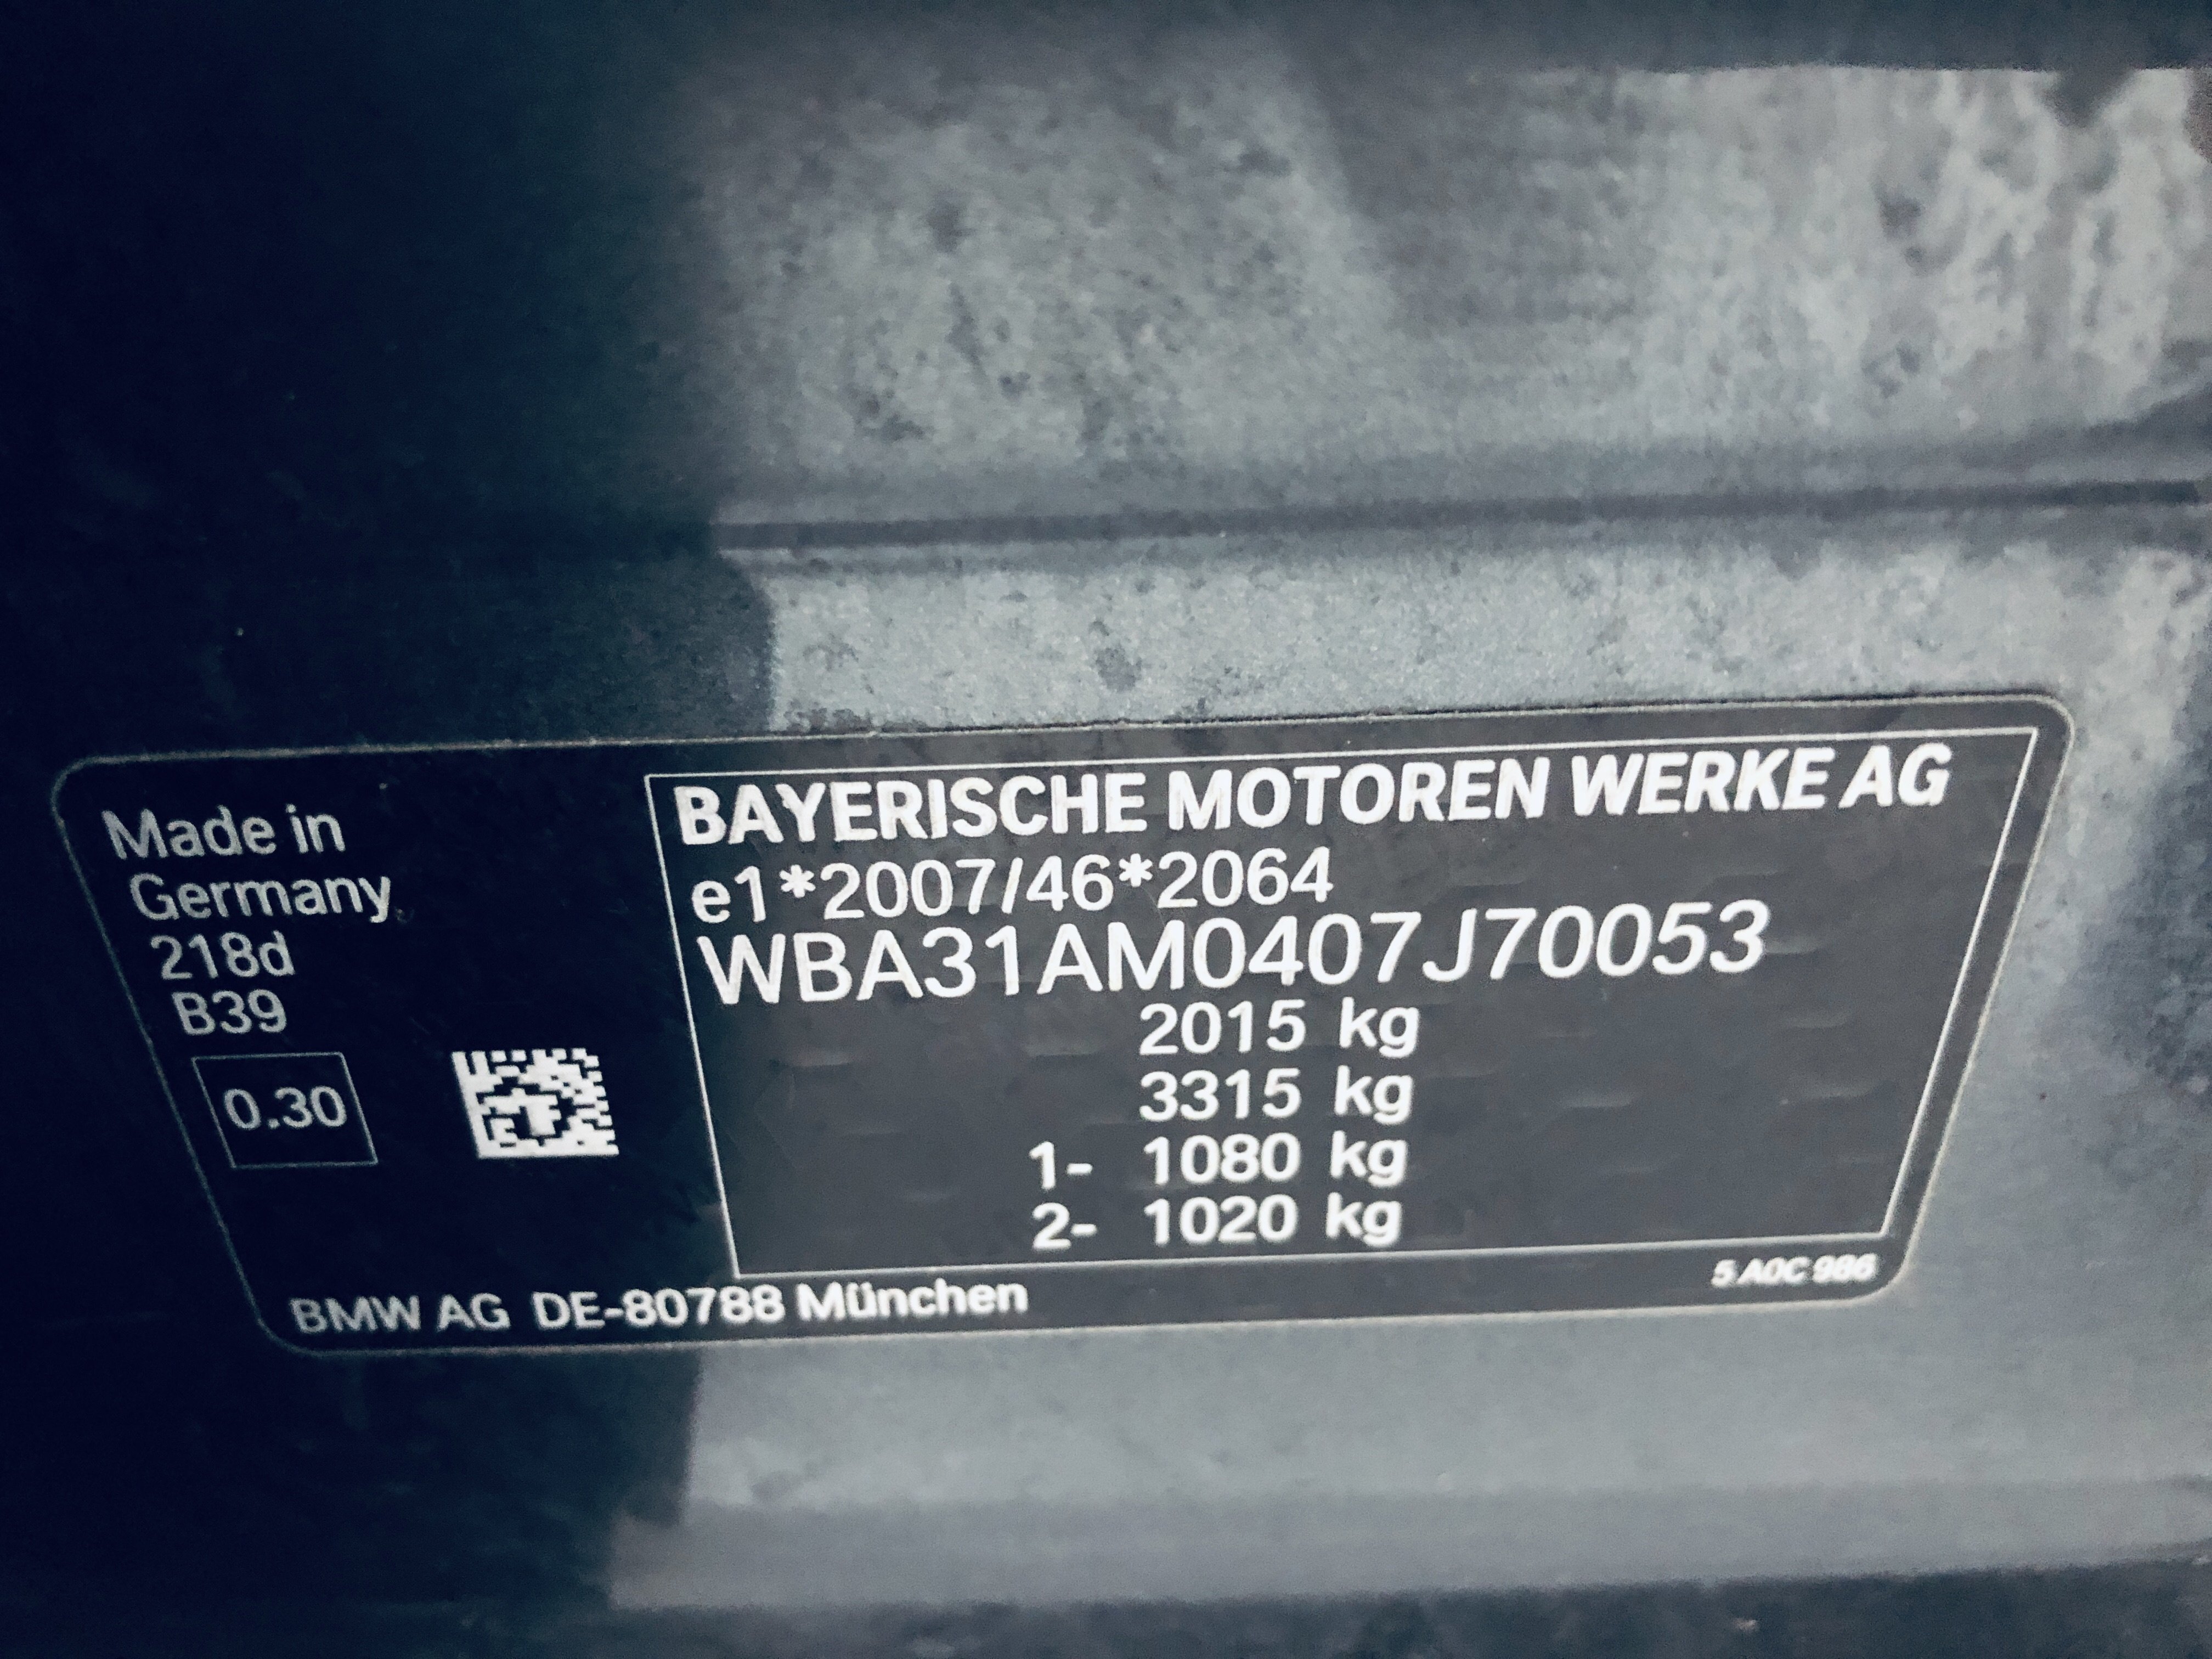 Made in
Germany
218d
B39
0.30
BAYERISCHE MOTOREN WERKE AG
e1*2007/46*2064
WBA31AM0407J70053
2015 kg
3315 kg
1- 1080 kg
2- 1020 kg
BMW AG DE-80788 München
5 A0C 986